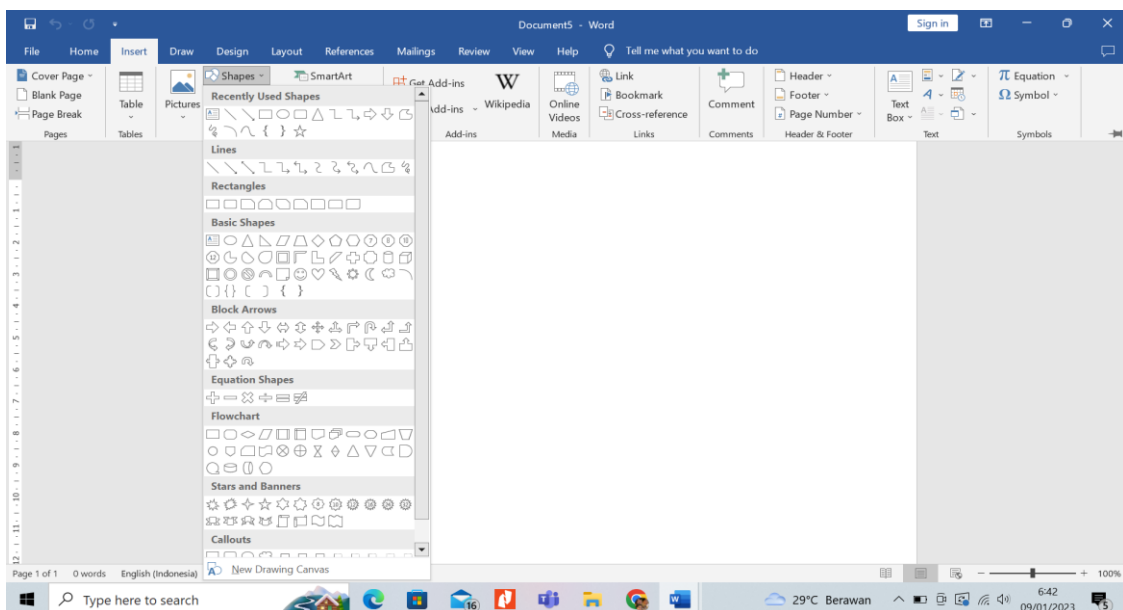 Document5 - Word
Sign in
File Home Insert Draw Design Layout References Mailings Review View Help Tell me what you want to do
Cover Page
Blank Page
Page Break
Pages
Table
Tables
Pictures
Shapes
SmartArt
Get Add-ins
Add-ins
Wikipedia
Add-ins
Online
Videos
Media
Link
Bookmark
Cross-reference
Links
Comment
Comments
Header
Footer
Page Number
Header & Footer
Text
Box
Text
Equation
Symbol
Symbols
Recently Used Shapes
Lines
Rectangles
Basic Shapes
Block Arrows
Equation Shapes
Flowchart
Stars and Banners
Callouts
New Drawing Canvas
Page 1 of 1 0 words English (Indonesia)
100%
Type here to search
16
29°C Berawan
6:42
09/01/2023
5